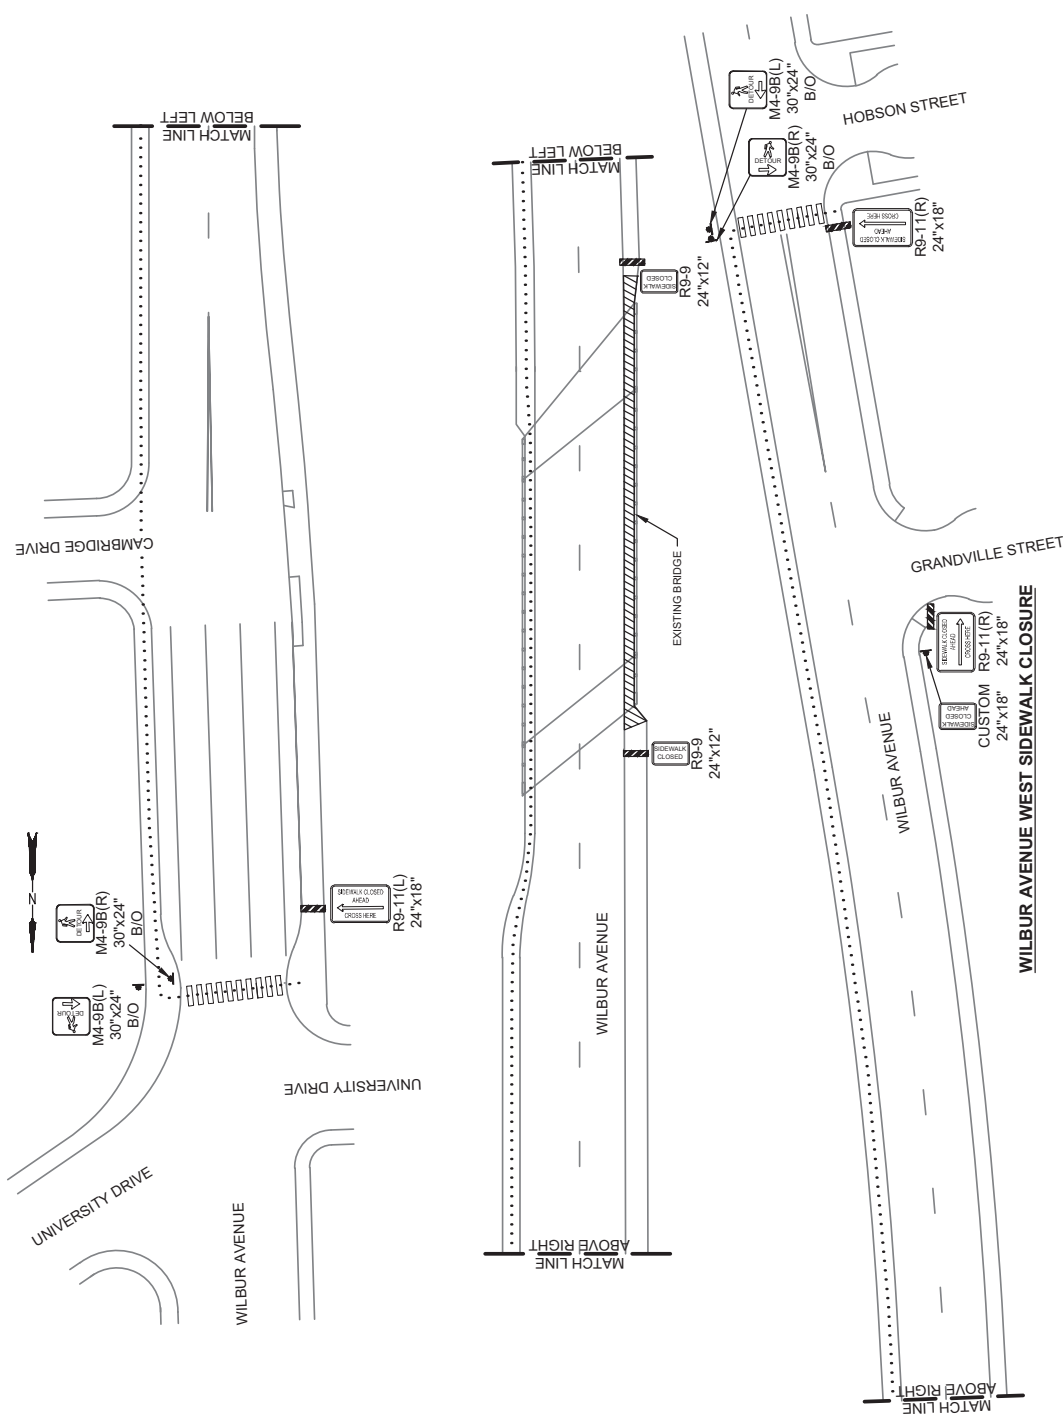 CAMBRIDGE DRIVE
MATCH LINE
BELOW LEFT
N
DETOUR
M4-9B(R)
30"x24"
B/O
DETOUR
M4-9B(L)
30"x24"
B/O
SIDEWALK CLOSED
AHEAD
CROSS HERE
R9-11(L)
24"x18"
UNIVERSITY DRIVE
UNIVERSITY DRIVE
WILBUR AVENUE
MATCH LINE
BELOW LEFT
SIDEWALK
CLOSED
R9-9
24"x12"
EXISTING BRIDGE
SIDEWALK
CLOSED
R9-9
24"x12"
WILBUR AVENUE
MATCH LINE
ABOVE RIGHT
DETOUR
M4-9B(L)
30"x24"
B/O
DETOUR
M4-9B(R)
30"x24"
B/O
HOBSON STREET
SIDEWALK CLOSED
AHEAD
CROSS HERE
R9-11(R)
24"x18"
GRANDVILLE STREET
SIDEWALK CLOSED
AHEAD
CROSS HERE
R9-11(R)
24"x18"
SIDEWALK
CLOSED
AHEAD
CUSTOM
24"x18"
WILBUR AVENUE
MATCH LINE
ABOVE RIGHT
WILBUR AVENUE WEST SIDEWALK CLOSURE